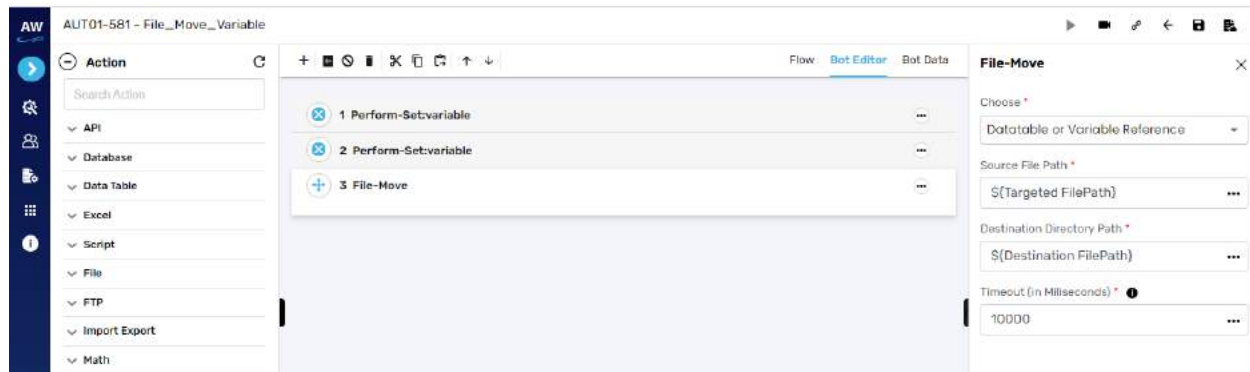 AW
AUT01-581 - File_Move_Variable
Action
Search Action
API
Database
Data Table
Excel
Script
File
FTP
Import Export
Math
Flow Bot Editor Bot Data
1 Perform-Set:variable
2 Perform-Set:variable
3 File-Move
File-Move
Choose *
Datatable or Variable Reference
Source File Path *
${Targeted FilePath}
Destination Directory Path *
${Destination FilePath}
Timeout (in Miliseconds) *
10000